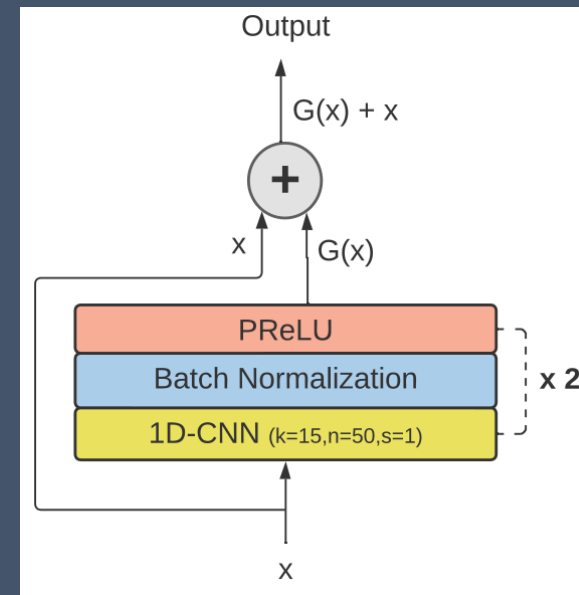 Output
G(x) + x
+
x
G(x)
PReLU
Batch Normalization
x 2
1D-CNN (k=15,n=50,s=1)
x